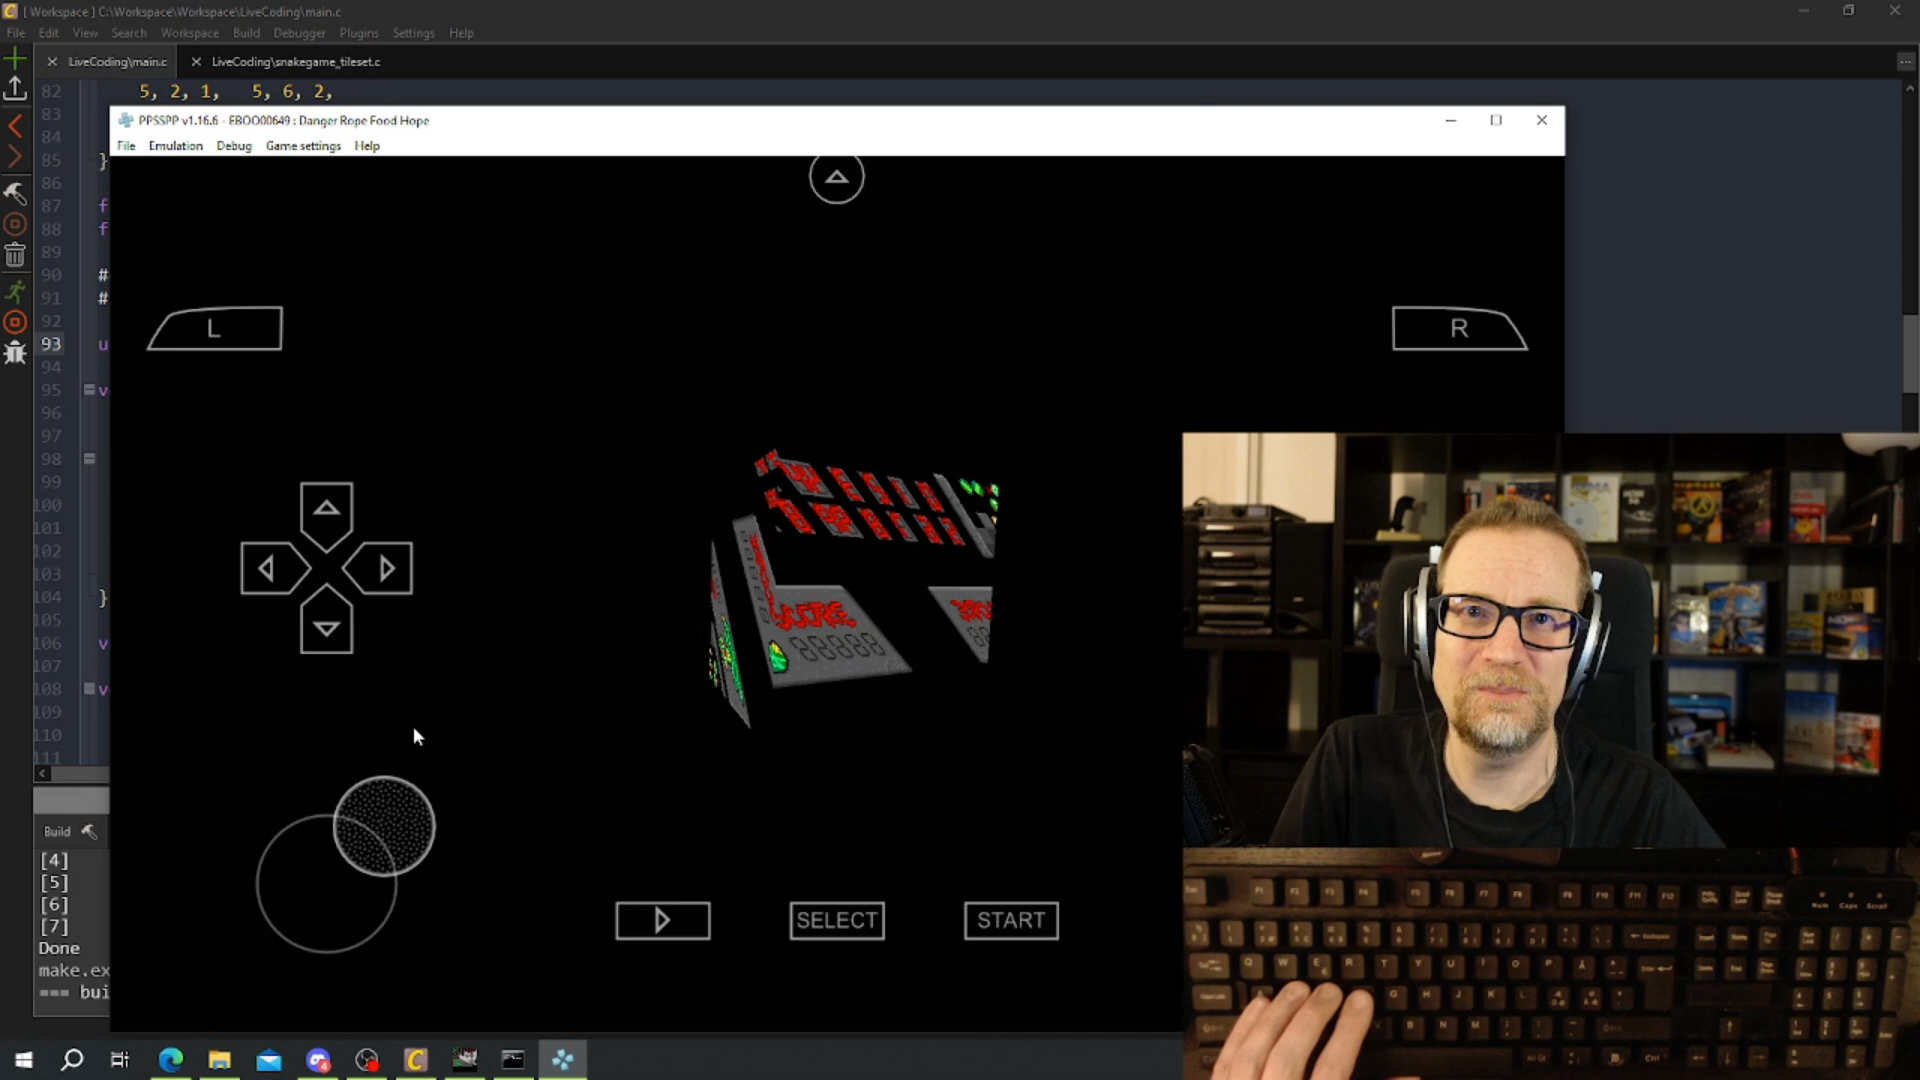 [ Workspace ] C:\Workspace\Workspace\LiveCoding\main.c
File Edit View Search Workspace Build Debugger Plugins Settings Help
LiveCoding\main.c LiveCoding\snakegame_tileset.c
82 5, 2, 1, 5, 6, 2,
83
PPSSPP v1.16.6 - EBOO00649 : Danger Rope Food Hope
File Emulation Debug Game settings Help
84
85 }
86
87 f
88 f
89
90 #
91 #
92
93 u
94
95 v
96
97
98
99
100
101
102
103
104 }
105
106 v
107
108 v
109
110
111
L
R
SCORE
88888
SELECT
START
Build
[4]
[5]
[6]
[7]
Done
make.ex
=== bui